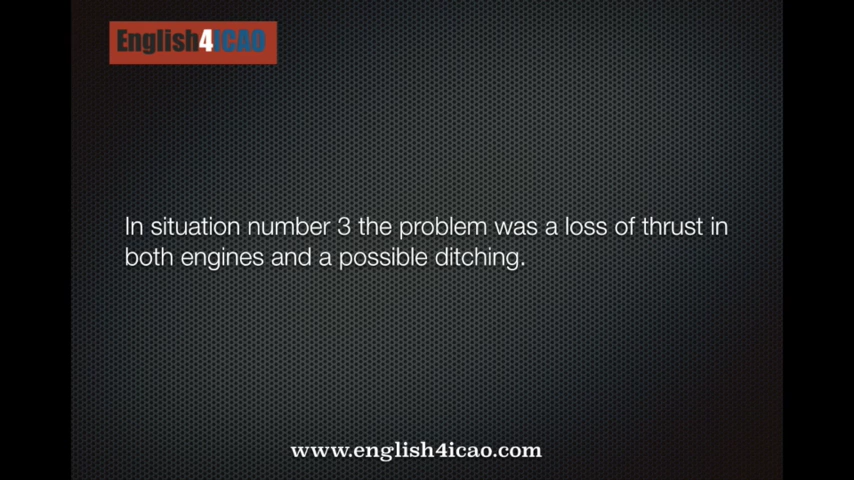 English4ICAO
In situation number 3 the problem was a loss of thrust in
both engines and a possible ditching.
www.english4icao.com